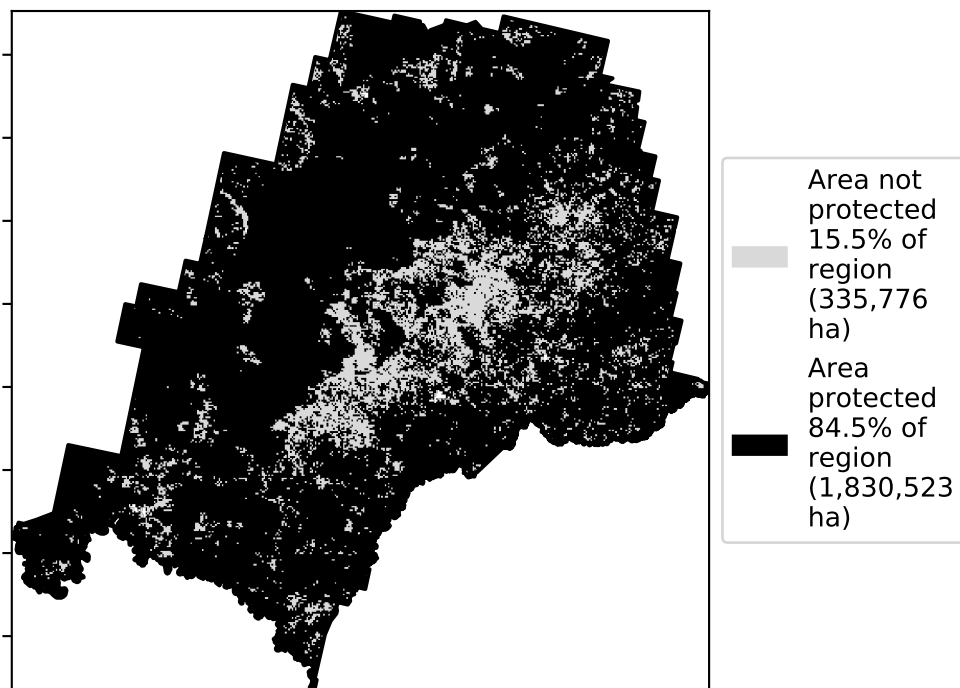 Area not
protected
15.5% of
region
(335,776
ha)
Area
protected
84.5% of
region
(1,830,523
ha)